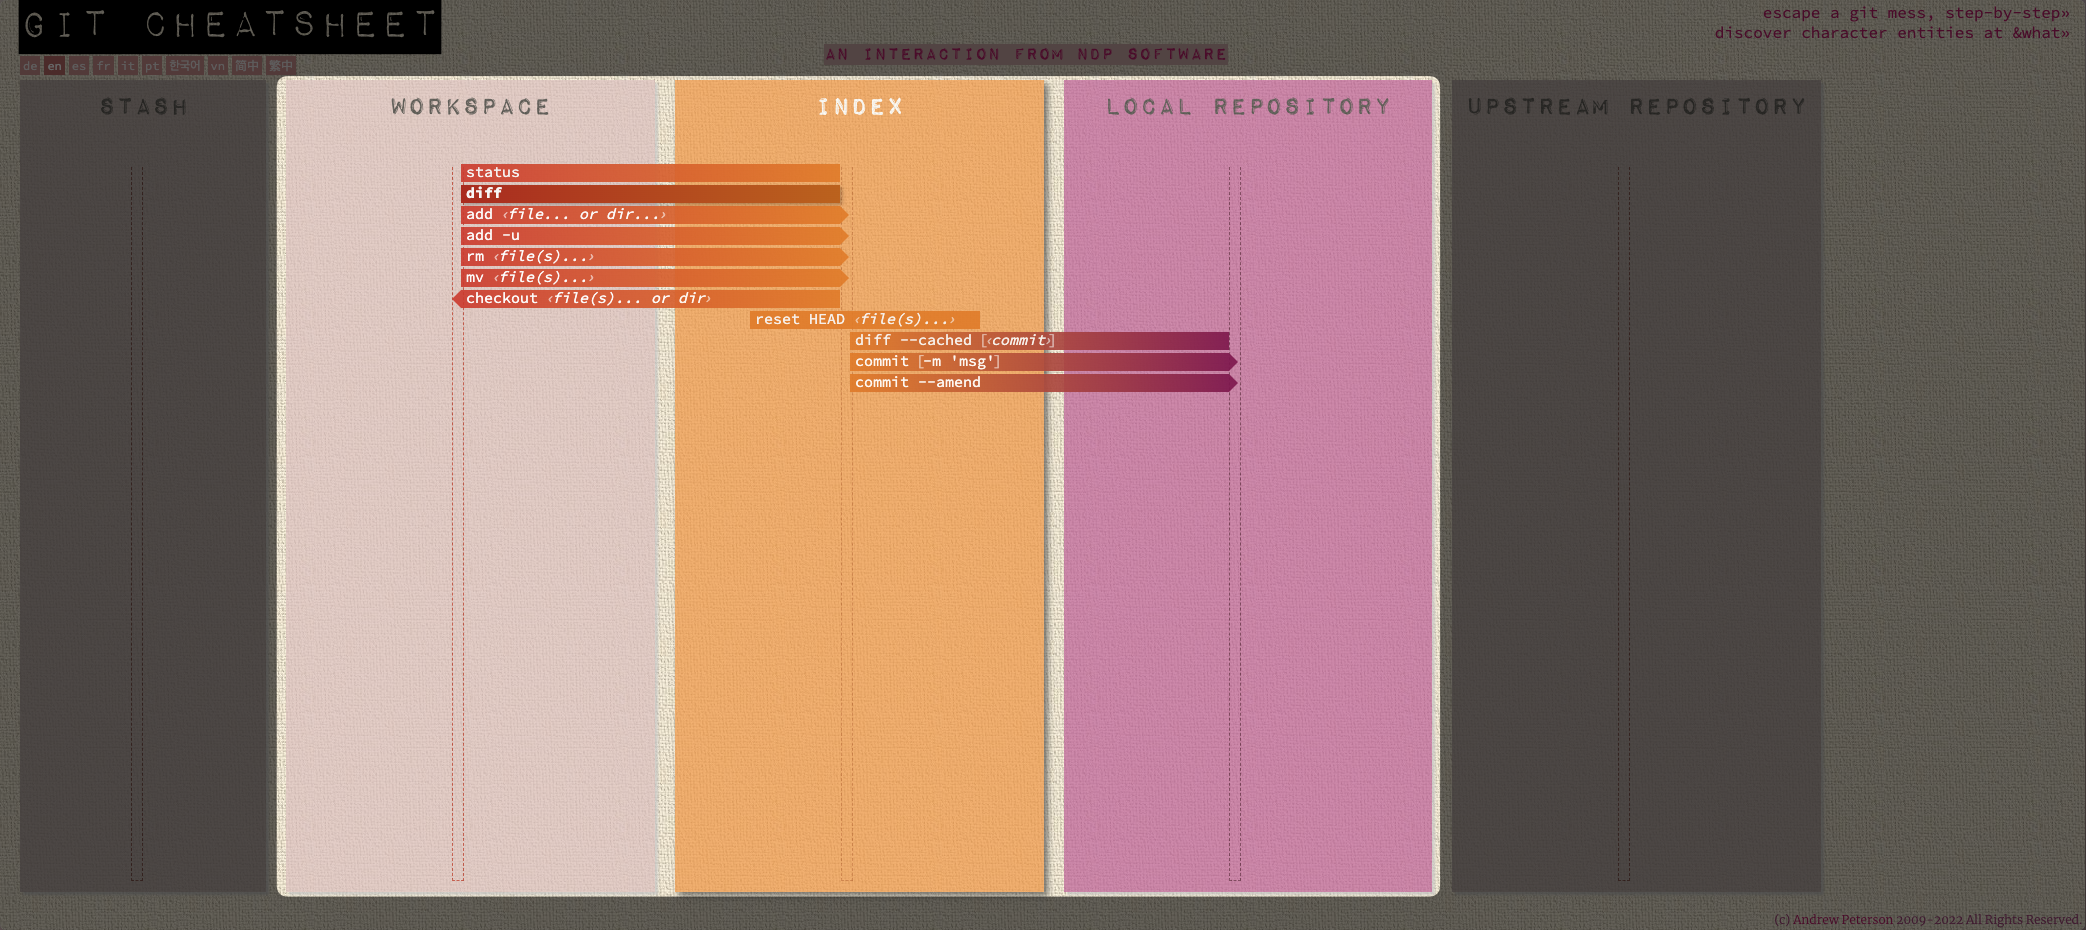 GIT CHEATSHEET
escape a git mess, step-by-step»
discover character entities at &what»
AN INTERACTION FROM NDP SOFTWARE
de en es fr it pt 한국어 vn 简中 繁中
STASH
WORKSPACE
INDEX
LOCAL REPOSITORY
UPSTREAM REPOSITORY
status
diff
add ‹file... or dir...›
add -u
rm ‹file(s)...›
mv ‹file(s)...›
checkout ‹file(s)... or dir›
reset HEAD ‹file(s)...›
diff --cached [‹commit›]
commit [-m 'msg']
commit --amend
(c) Andrew Peterson 2009-2022 All Rights Reserved.